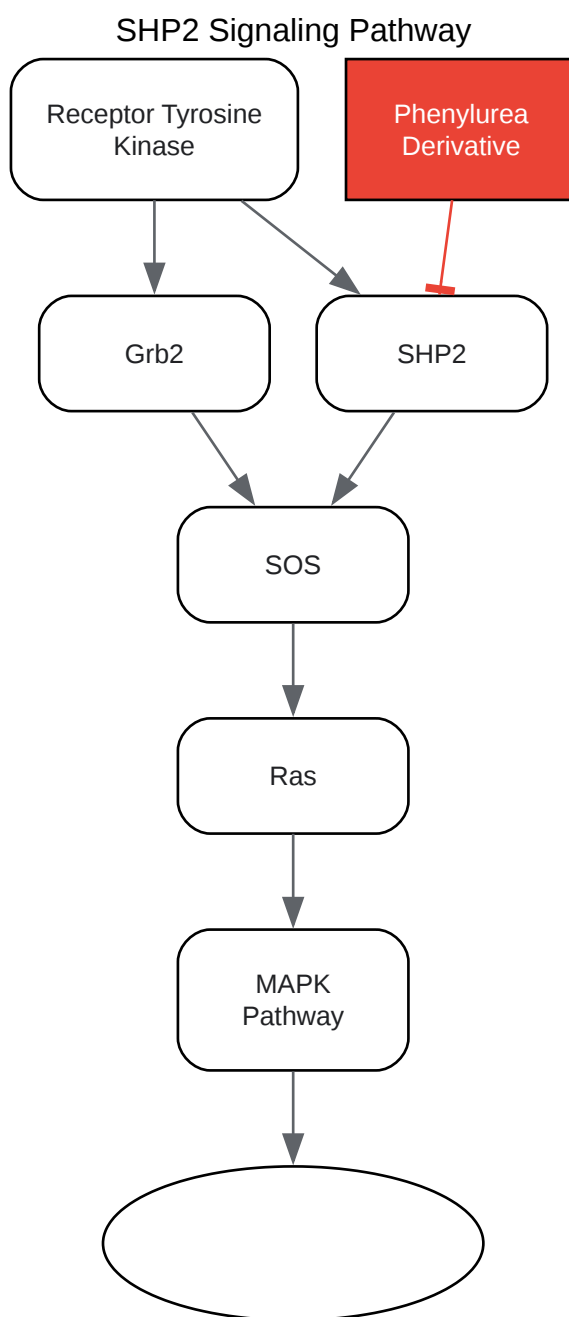 SHP2 Signaling Pathway
Receptor Tyrosine
Kinase
Phenylurea
Derivative
Grb2
SHP2
SOS
Ras
MAPK
Pathway